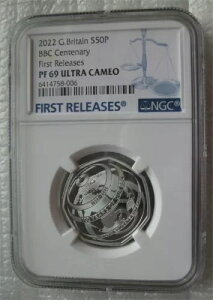 2022 G.Britain S50P
BBC Centenary
First Releases
PF 69 ULTRA CAMEO
6414758-006
FIRST RELEASES®
NGC®